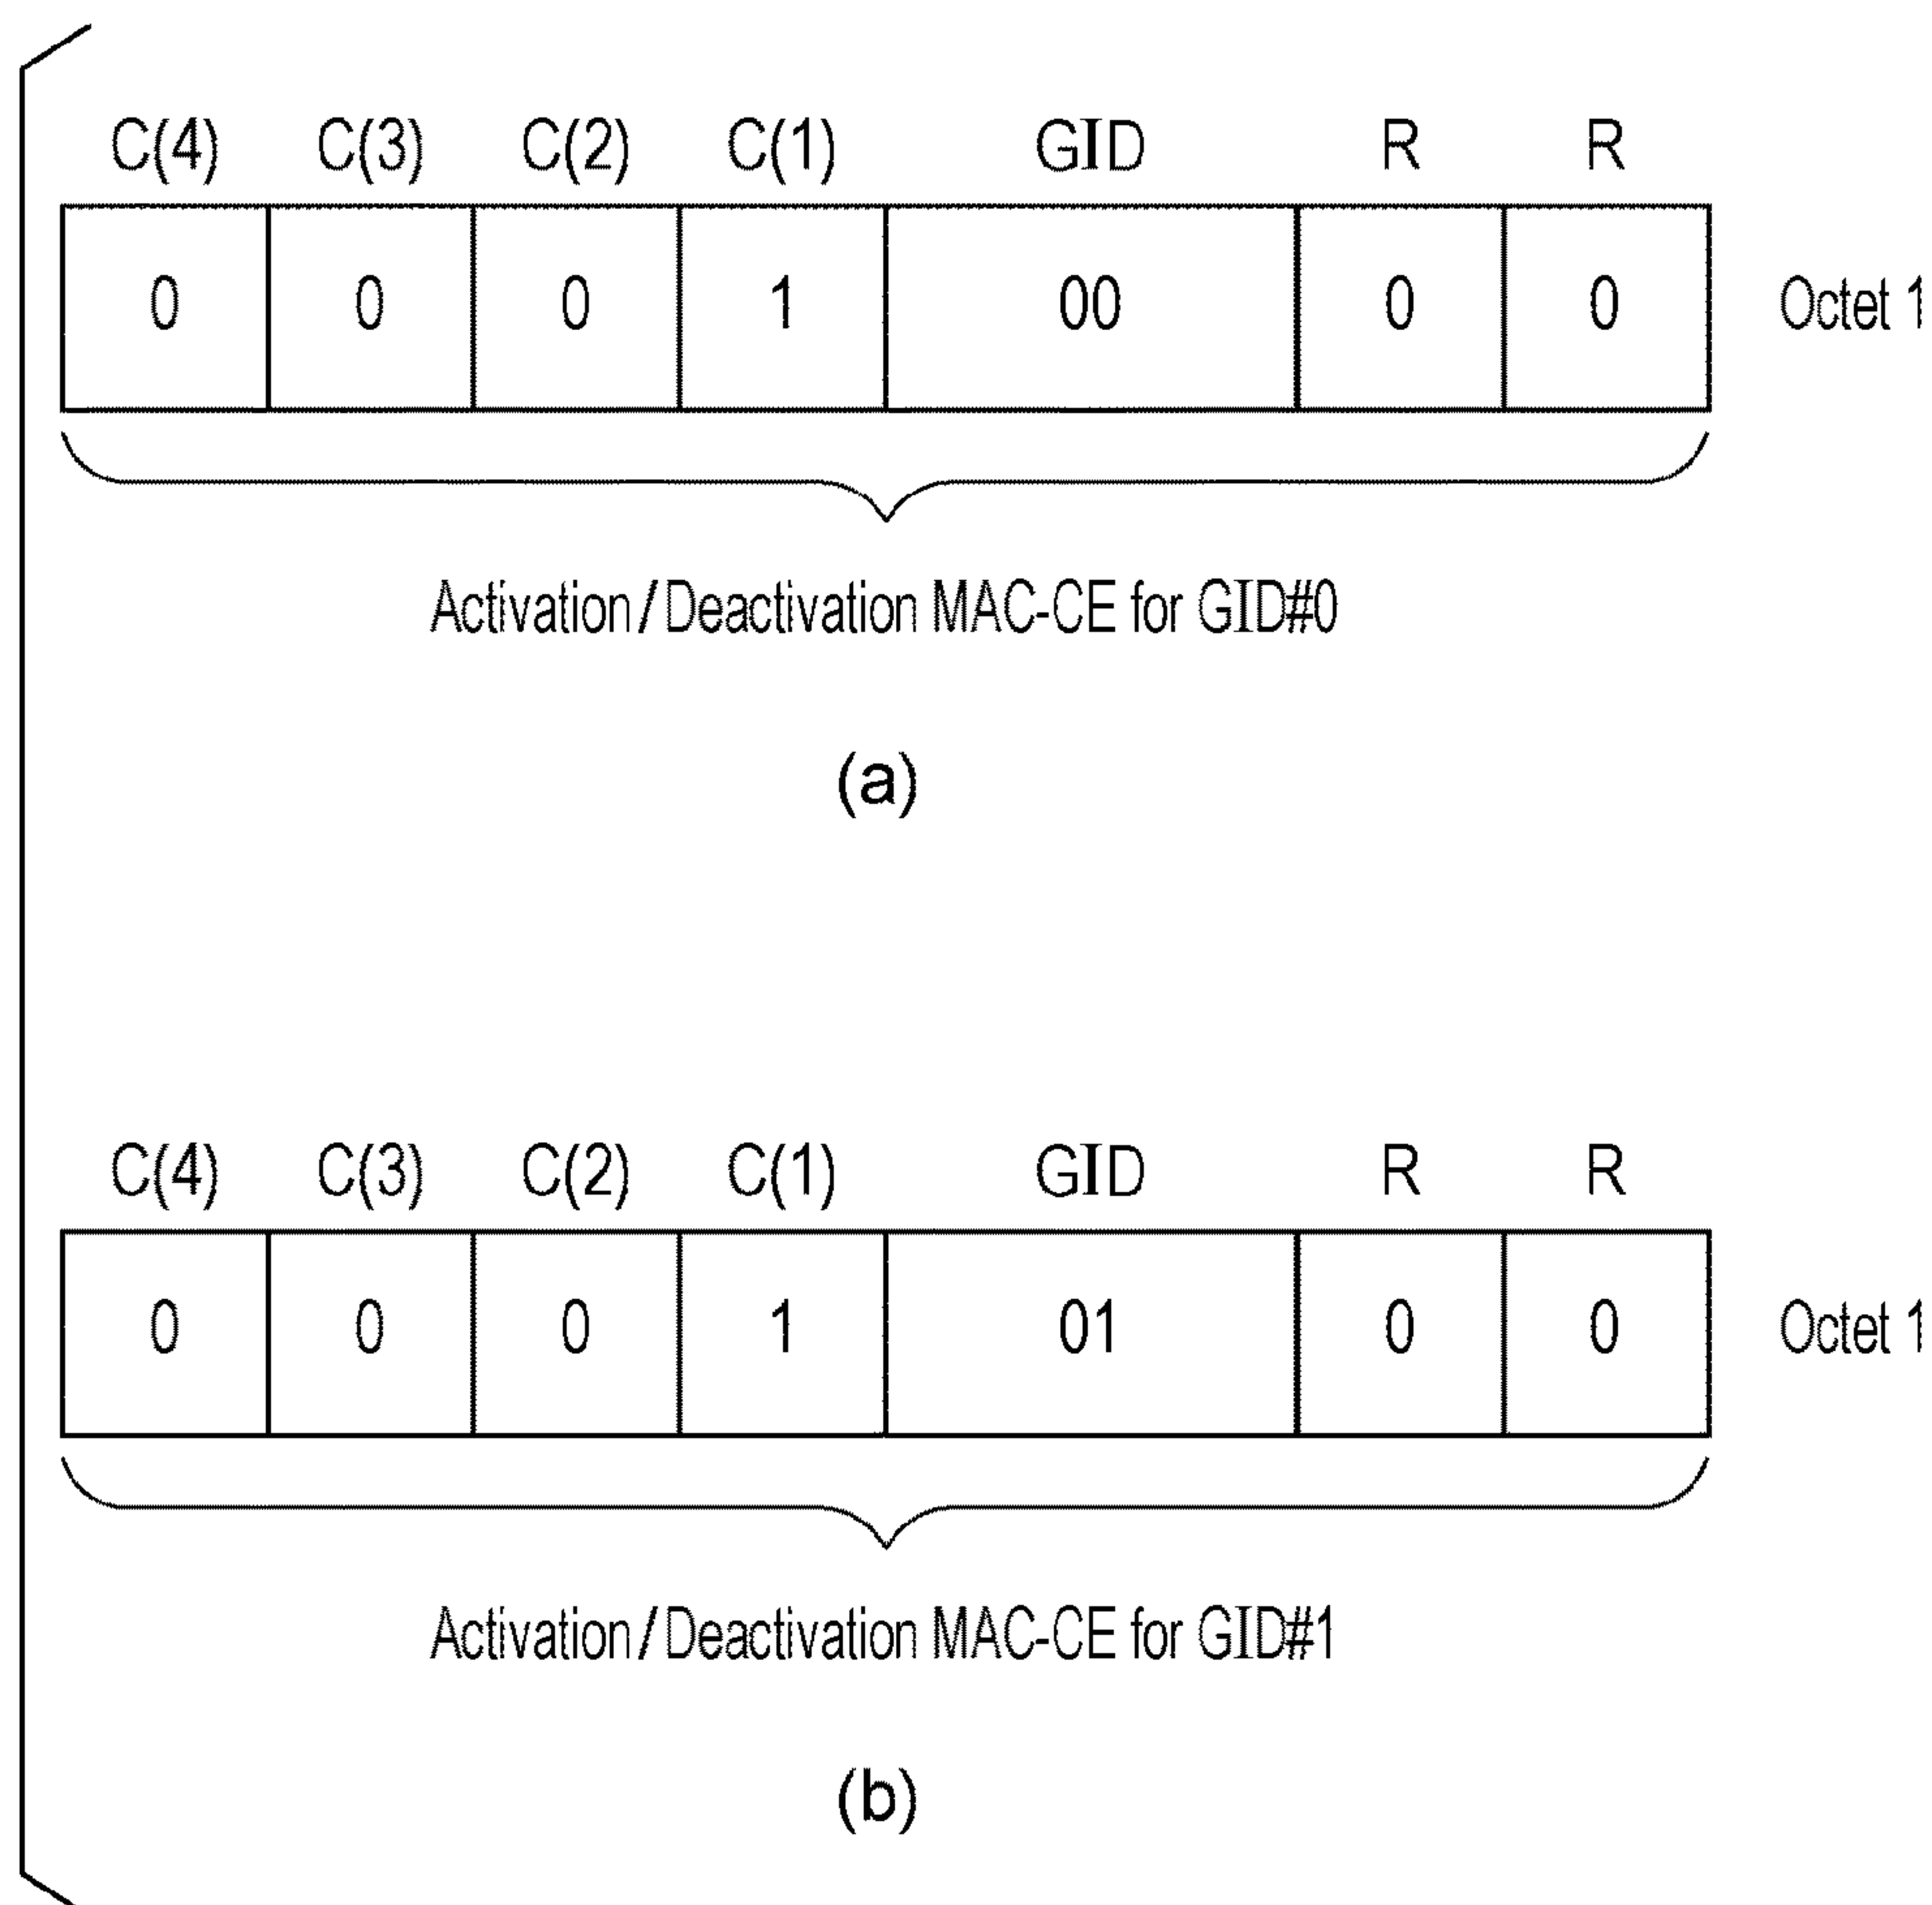 C(4) C(3) C(2) C(1) GID R R
0 0 0 1 00 0 0 Octet 1
Activation / Deactivation MAC-CE for GID#0
(a)
C(4) C(3) C(2) C(1) GID R R
0 0 0 1 01 0 0 Octet 1
Activation / Deactivation MAC-CE for GID#1
(b)